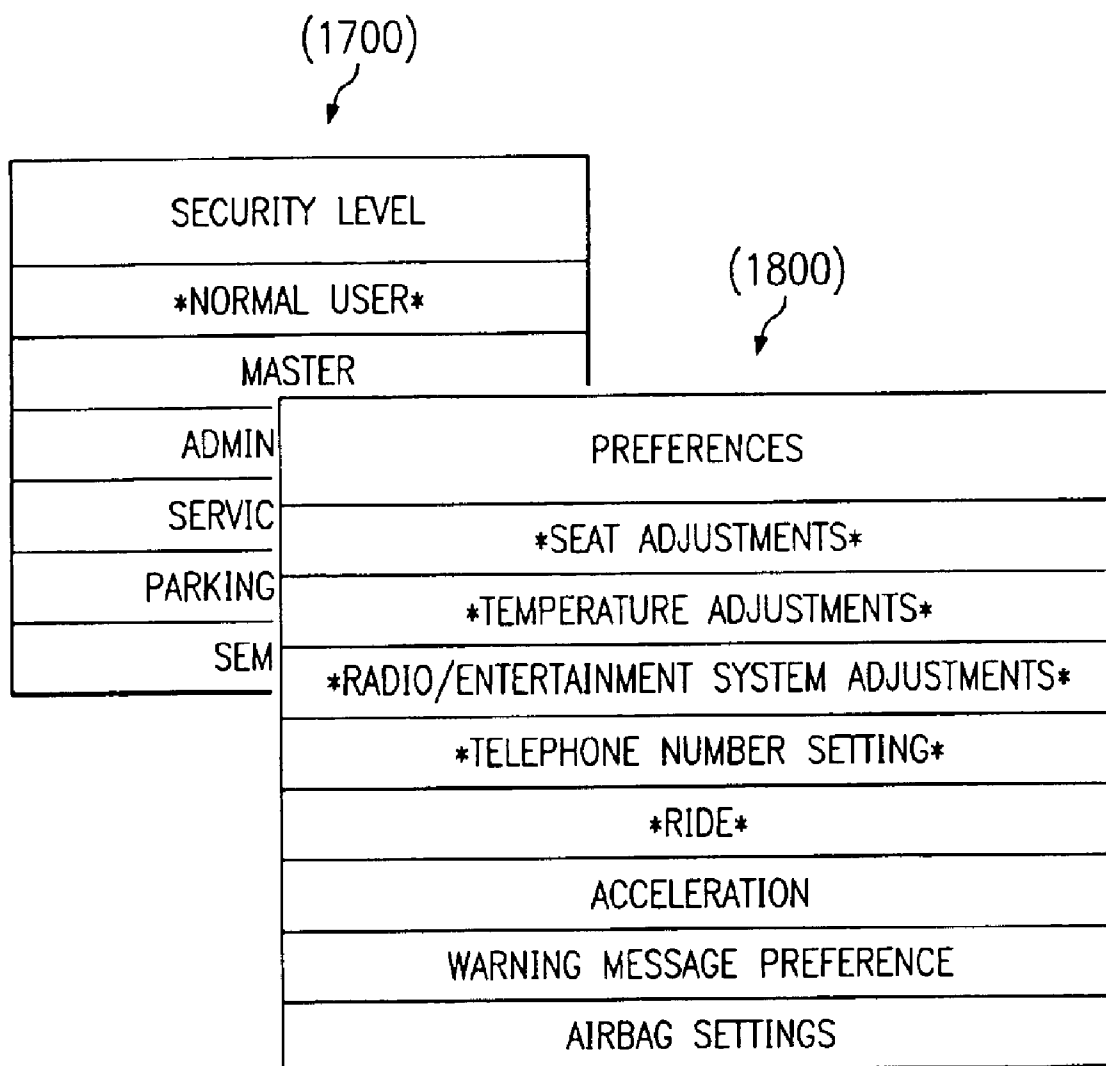 (1700)
SECURITY LEVEL
*NORMAL USER*
MASTER
ADMIN
SERVIC
PARKING
SEM
(1800)
PREFERENCES
*SEAT ADJUSTMENTS*
*TEMPERATURE ADJUSTMENTS*
*RADIO/ENTERTAINMENT SYSTEM ADJUSTMENTS*
*TELEPHONE NUMBER SETTING*
*RIDE*
ACCELERATION
WARNING MESSAGE PREFERENCE
AIRBAG SETTINGS